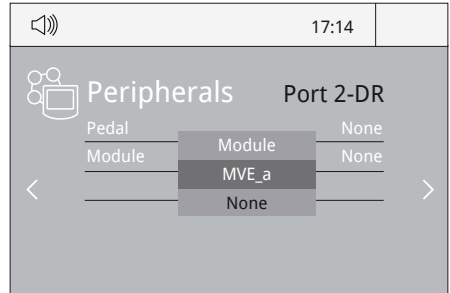 17:14
Peripherals Port 2-DR
Pedal None
Module None
Module
MVE_a
None